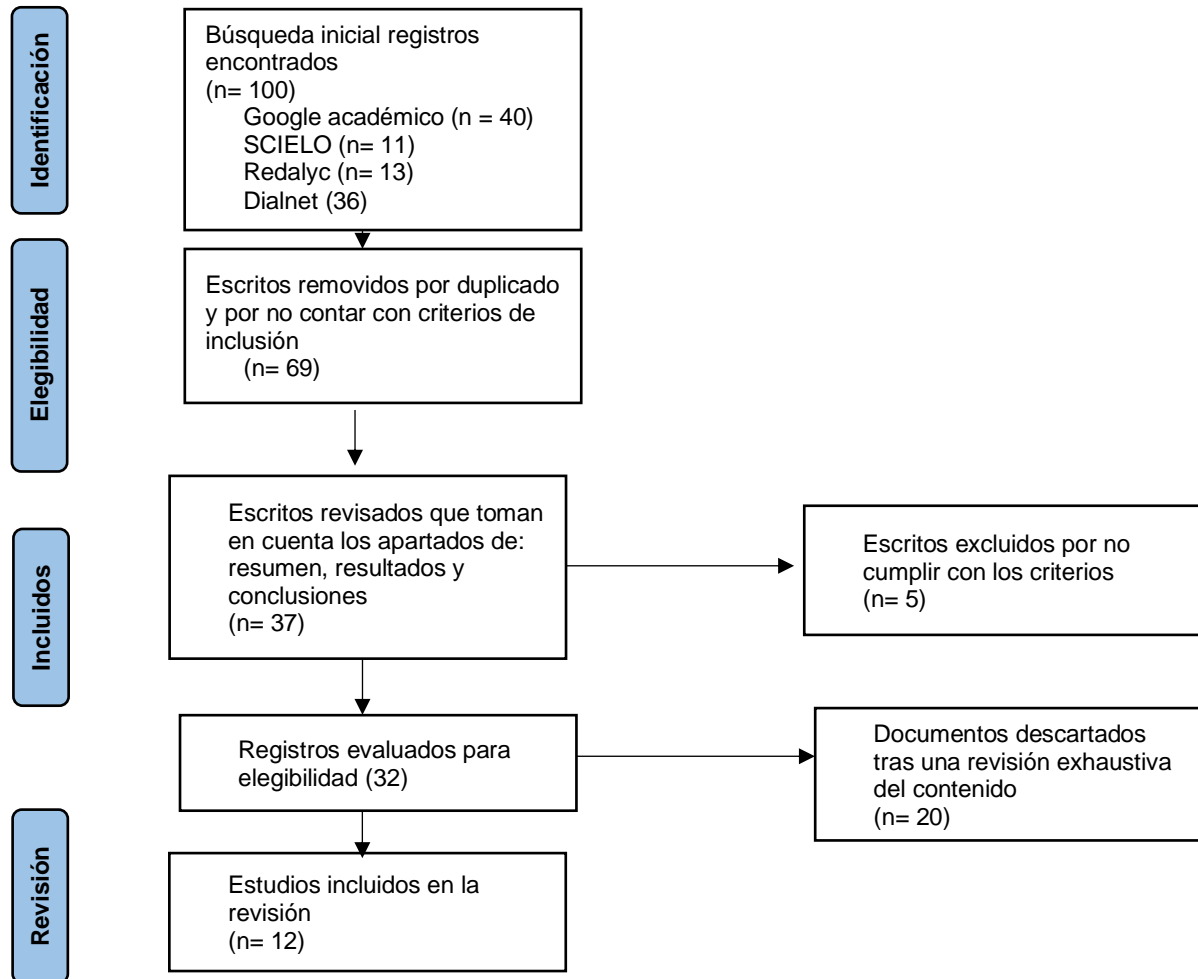 Identificación
Búsqueda inicial registros
encontrados
(n= 100)
Google académico (n = 40)
SCIELO (n= 11)
Redalyc (n= 13)
Dialnet (36)
Elegibilidad
Escritos removidos por duplicado
y por no contar con criterios de
inclusión
(n= 69)
Incluidos
Escritos revisados que toman
en cuenta los apartados de:
resumen, resultados y
conclusiones
(n= 37)
Escritos excluidos por no
cumplir con los criterios
(n= 5)
Registros evaluados para
elegibilidad (32)
Documentos descartados
tras una revisión exhaustiva
del contenido
(n= 20)
Revisión
Estudios incluidos en la
revisión
(n= 12)